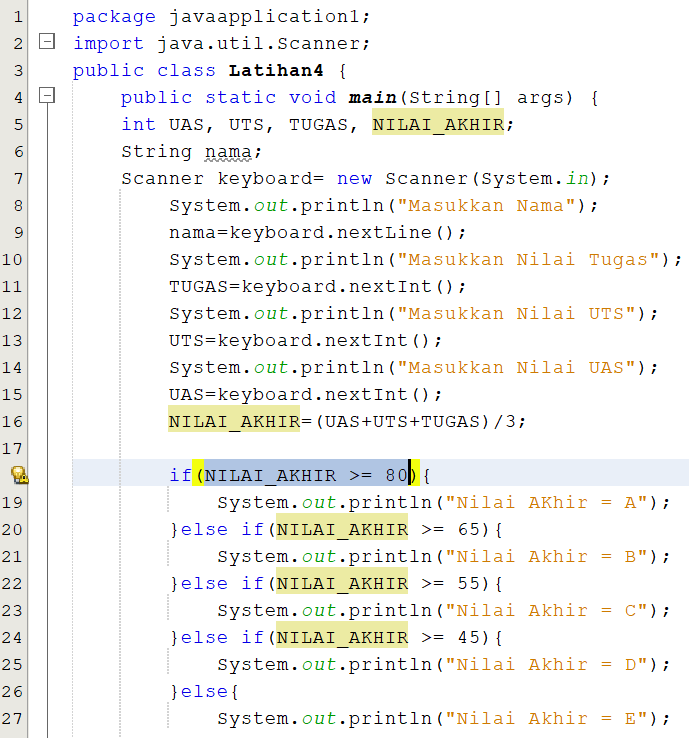 1 package javaapplication1;
2 import java.util.Scanner;
3 public class Latihan4 {
4 public static void main(String[] args) {
5 int UAS, UTS, TUGAS, NILAI_AKHIR;
6 String nama;
7 Scanner keyboard= new Scanner(System.in);
8 System.out.println("Masukkan Nama");
9 nama=keyboard.nextLine();
10 System.out.println("Masukkan Nilai Tugas");
11 TUGAS=keyboard.nextInt();
12 System.out.println("Masukkan Nilai UTS");
13 UTS=keyboard.nextInt();
14 System.out.println("Masukkan Nilai UAS");
15 UAS=keyboard.nextInt();
16 NILAI_AKHIR=(UAS+UTS+TUGAS)/3;
17
if(NILAI_AKHIR >= 80){
19 System.out.println("Nilai AKhir = A");
20 }else if(NILAI_AKHIR >= 65){
21 System.out.println("Nilai Akhir = B");
22 }else if(NILAI_AKHIR >= 55){
23 System.out.println("Nilai Akhir = C");
24 }else if(NILAI_AKHIR >= 45){
25 System.out.println("Nilai Akhir = D");
26 }else{
27 System.out.println("Nilai Akhir = E");